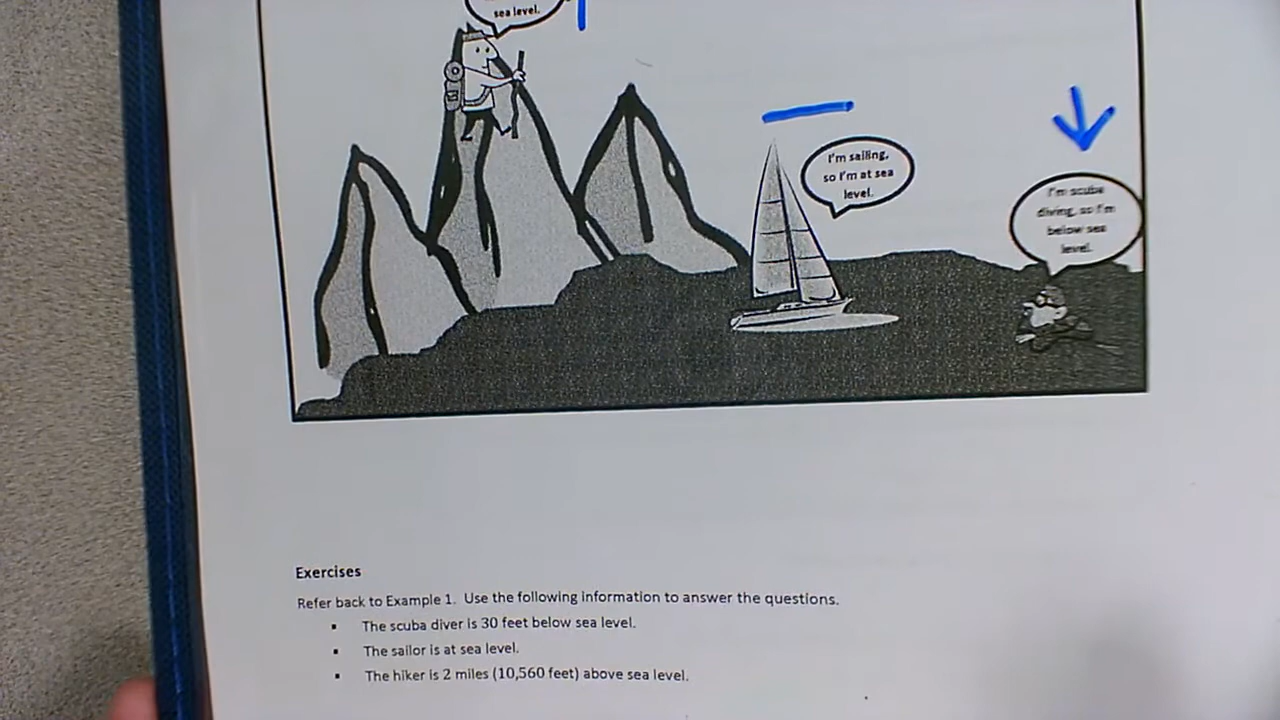 sea level.
I'm sailing,
so I'm at sea
level.
I'm scuba
diving, so I'm
below sea
level.
Exercises
Refer back to Example 1. Use the following information to answer the questions.
▪ The scuba diver is 30 feet below sea level.
▪ The sailor is at sea level.
▪ The hiker is 2 miles (10,560 feet) above sea level.